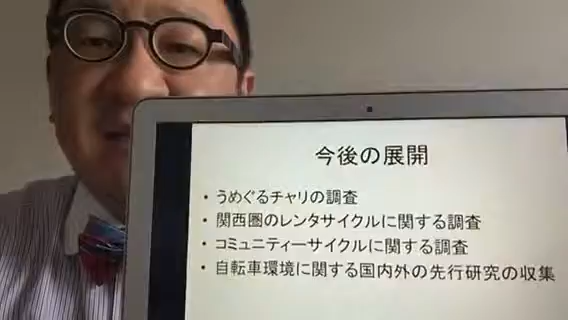 今後の展開
・うめぐるチャリの調査
・関西圏のレンタサイクルに関する調査
・コミュニティーサイクルに関する調査
・自転車環境に関する国内外の先行研究の収集